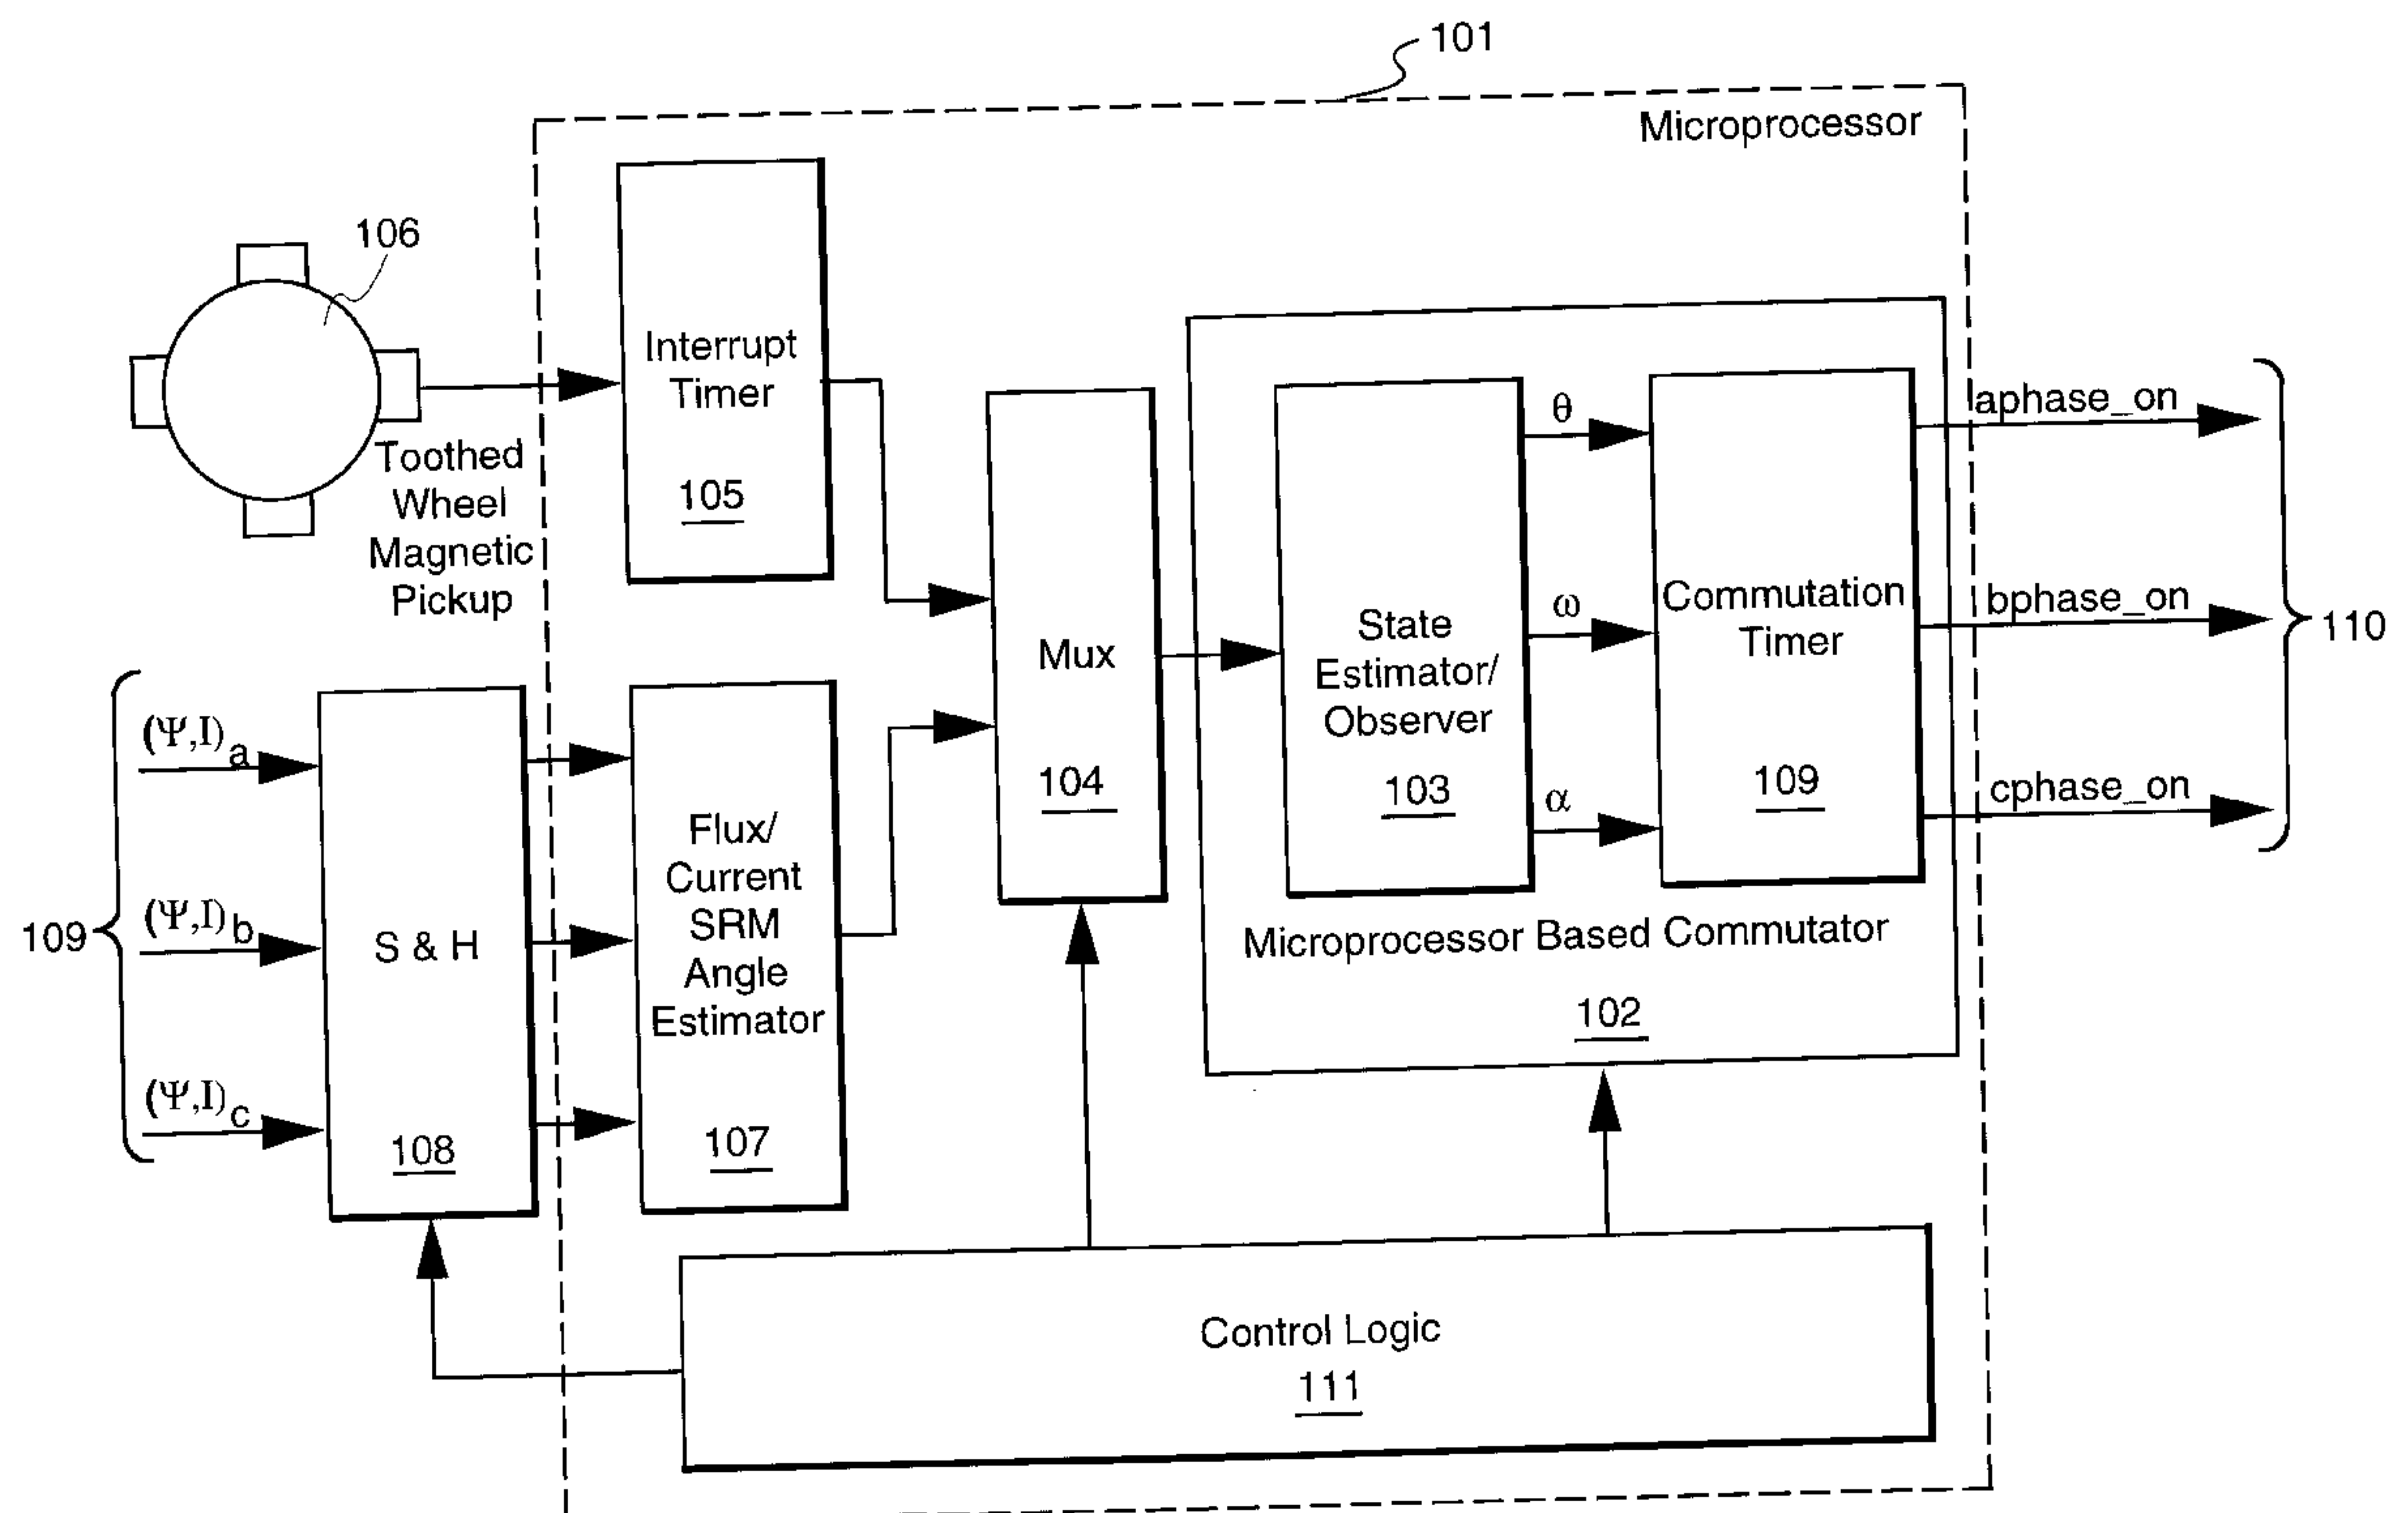 101
Microprocessor
106
Toothed
Wheel
Magnetic
Pickup
Interrupt
Timer
105
Mux
104
State
Estimator/
Observer
103
θ
ω
α
Commutation
Timer
109
Microprocessor Based Commutator
102
aphase_on
bphase_on
cphase_on
110
109
(Ψ,I)a
(Ψ,I)b
(Ψ,I)c
S & H
108
Flux/
Current
SRM
Angle
Estimator
107
Control Logic
111